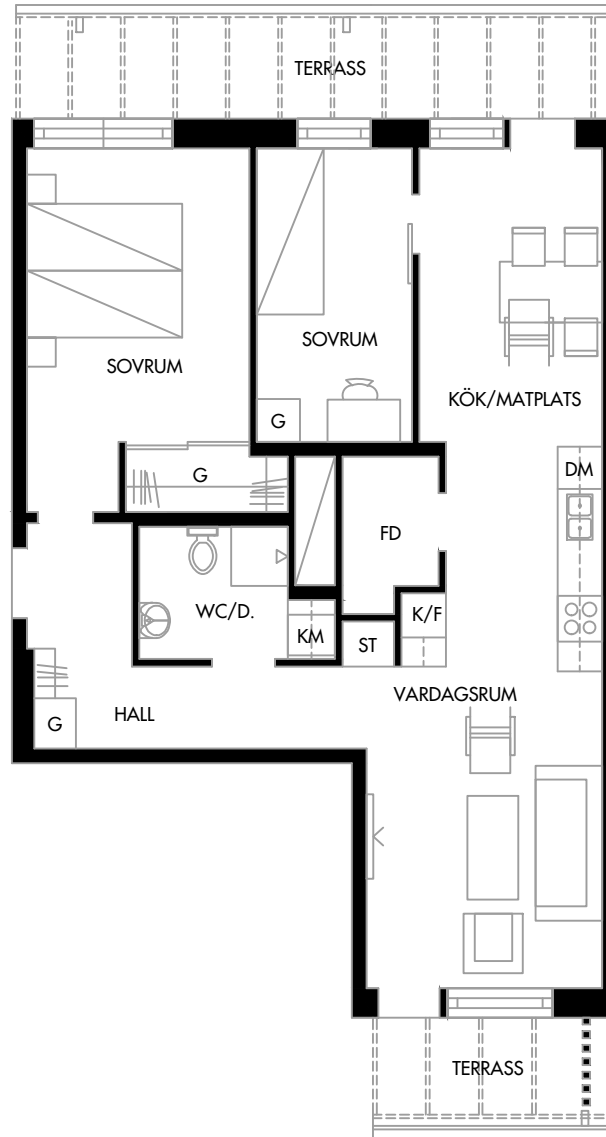 TERRASS
SOVRUM
SOVRUM
KÖK/MATPLATS
G
G
DM
FD
WC/D.
K/F
KM
ST
VARDAGSRUM
HALL
G
TERRASS